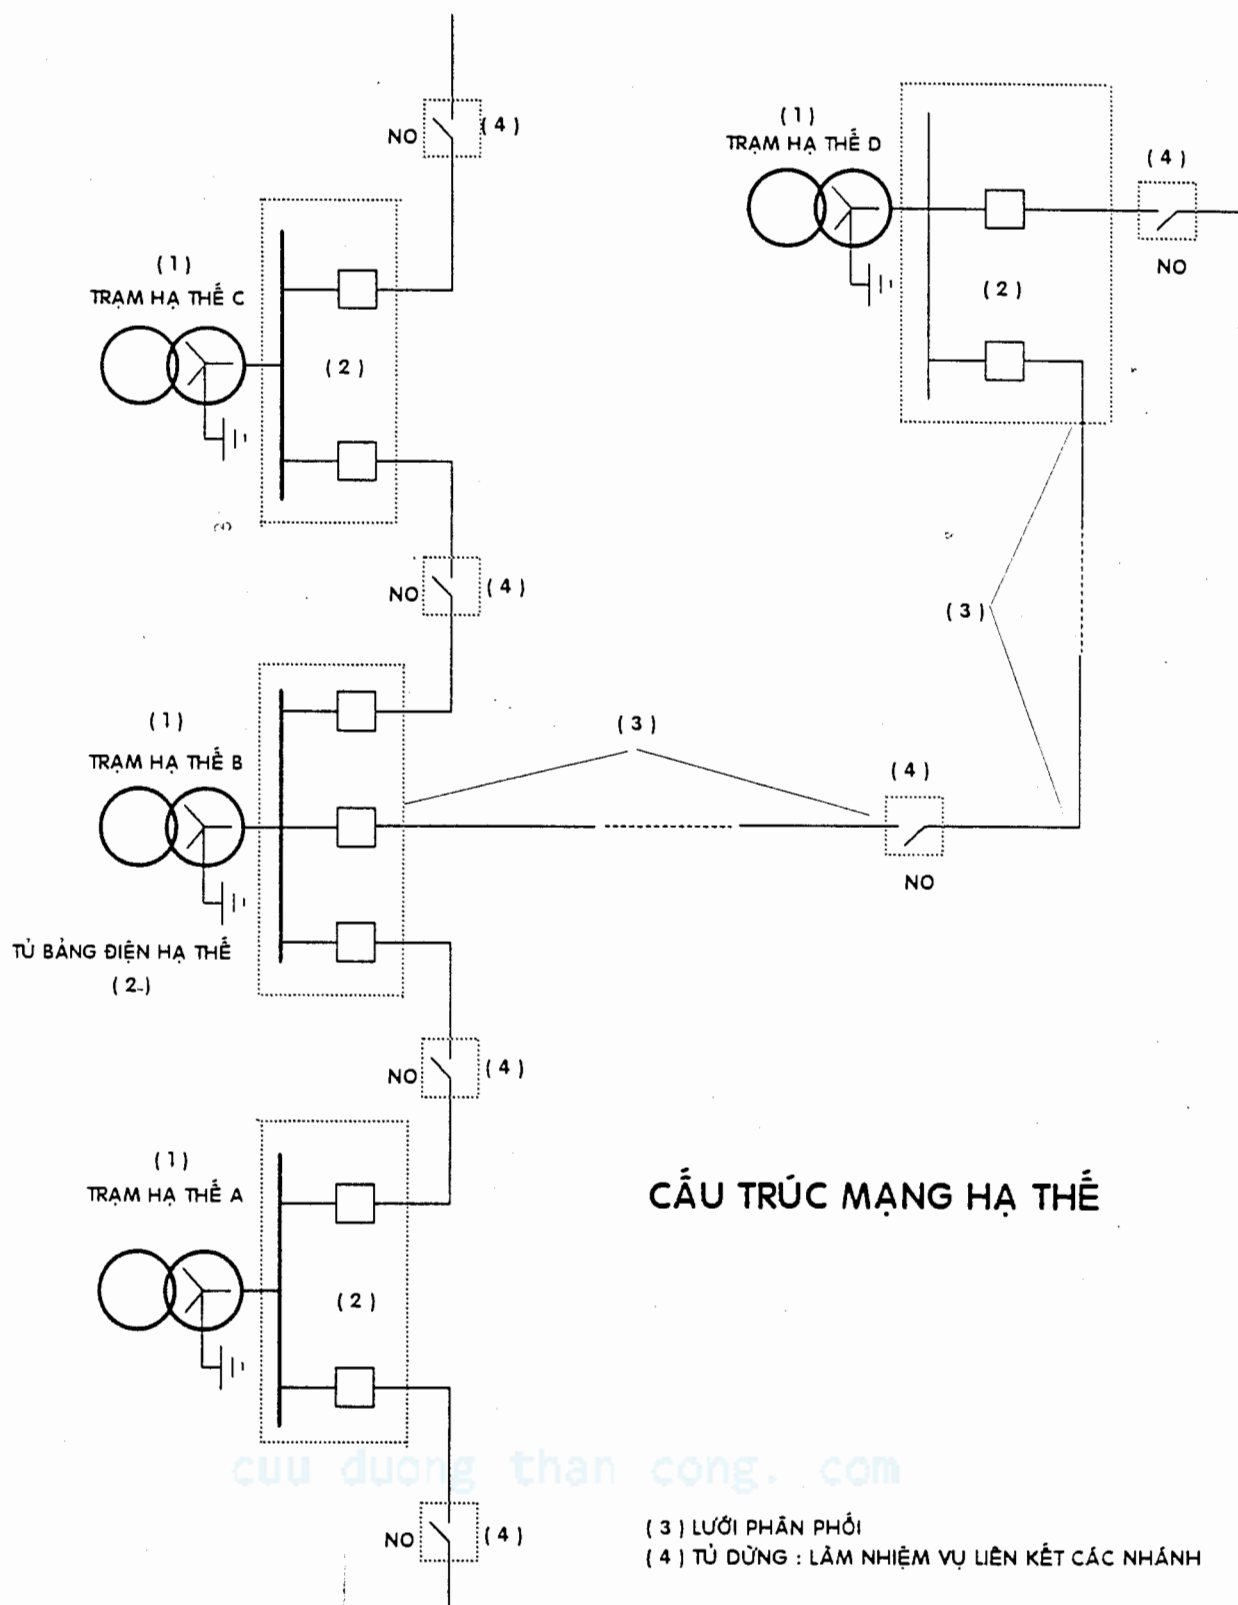 ( 4 )
NO
( 1 )
TRẠM HẠ THẾ D
( 4 )
NO
( 2 )
( 1 )
TRẠM HẠ THẾ C
( 2 )
NO
( 4 )
( 3 )
( 1 )
TRẠM HẠ THẾ B
( 3 )
( 4 )
NO
TỦ BẢNG ĐIỆN HẠ THẾ
( 2 )
NO
( 4 )
( 1 )
TRẠM HẠ THẾ A
CẤU TRÚC MẠNG HẠ THẾ
( 2 )
cuu duong than cong. com
NO
( 4 )
( 3 ) LƯỚI PHÂN PHỐI
( 4 ) TỦ DỪNG : LÀM NHIỆM VỤ LIÊN KẾT CÁC NHÁNH